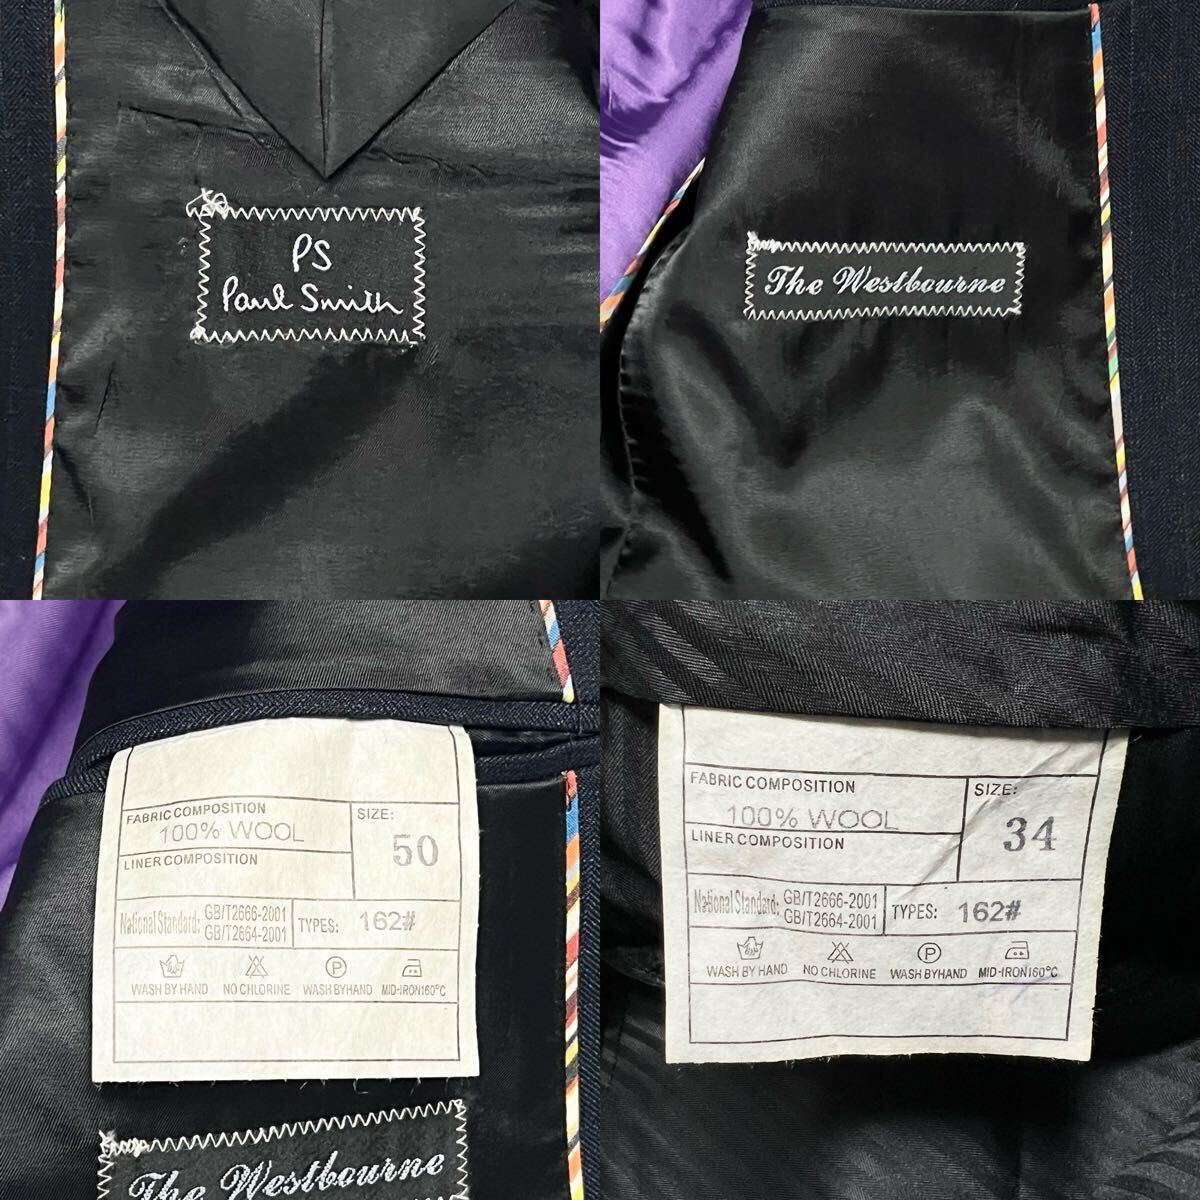 PS
Paul Smith
The Westbourne
FABRIC COMPOSITION
100% WOOL
LINER COMPOSITION
SIZE:
50
National Standard: GB/T2666-2001
GB/T2664-2001
TYPES: 162#
WASH BY HAND NO CHLORINE P WASH BYHAND MID-IRON160°C
The Westbourne
FABRIC COMPOSITION
100% WOOL
LINER COMPOSITION
SIZE:
34
National Standard: GB/T2666-2001
GB/T2664-2001
TYPES: 162#
WASH BY HAND NO CHLORINE P WASH BYHAND MID-IRON160°C